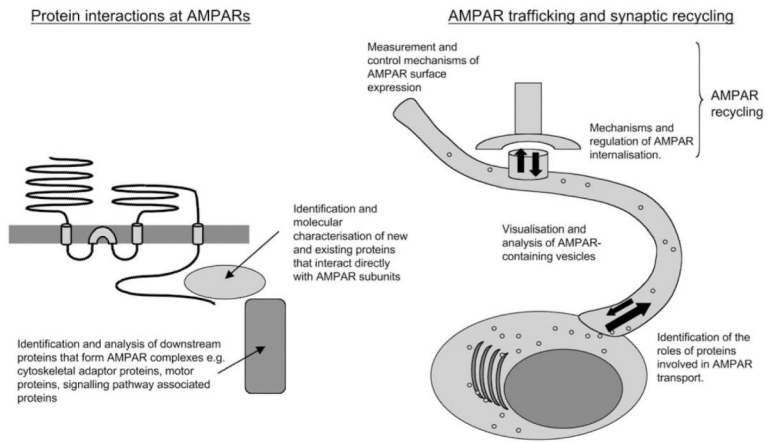 Protein interactions at AMPARs
AMPAR trafficking and synaptic recycling
Measurement and
control mechanisms of
AMPAR surface
expression
AMPAR
recycling
Mechanisms and
regulation of AMPAR
internalisation.
Identification and
molecular
characterisation of new
and existing proteins
that interact directly
with AMPAR subunits
Visualisation and
analysis of AMPAR-
containing vesicles
Identification and analysis of downstream
proteins that form AMPAR complexes e.g.
cytoskeletal adaptor proteins, motor
proteins, signalling pathway associated
proteins
Identification of the
roles of proteins
involved in AMPAR
transport.